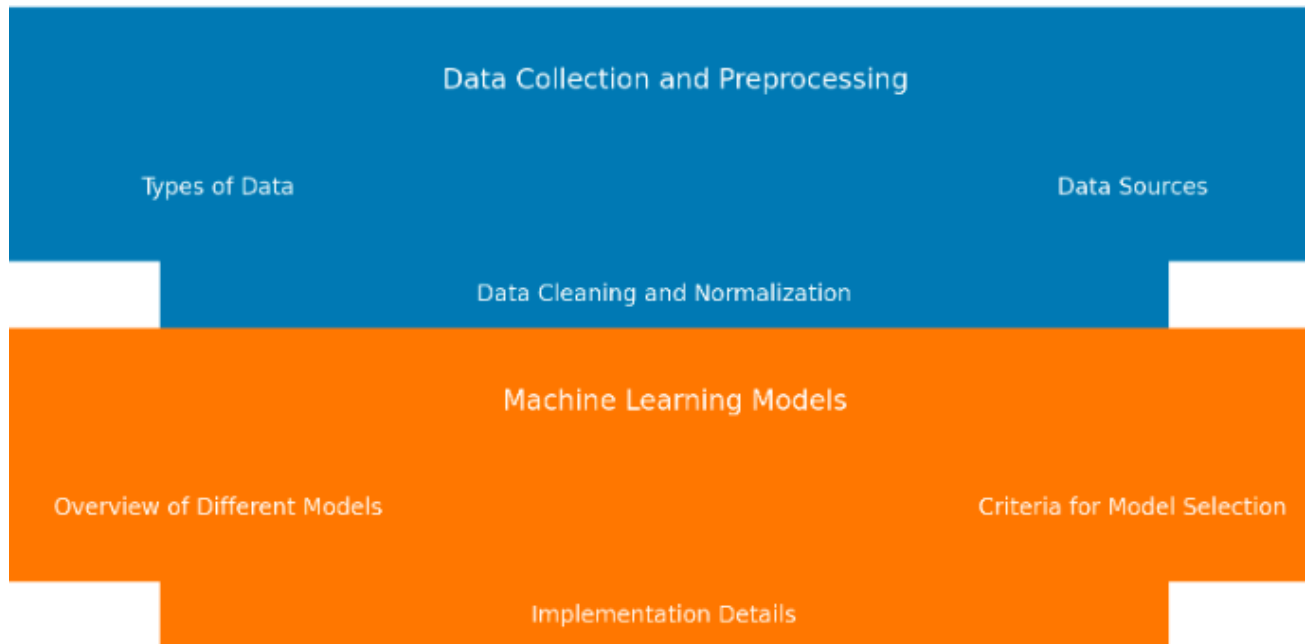 Data Collection and Preprocessing
Types of Data
Data Sources
Data Cleaning and Normalization
Machine Learning Models
Overview of Different Models
Criteria for Model Selection
Implementation Details